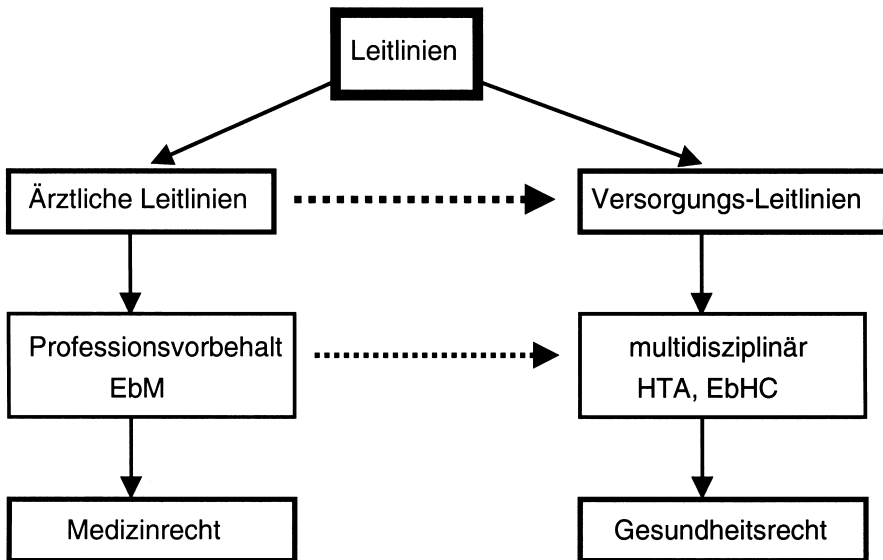 Leitlinien
Ärztliche Leitlinien
Versorgungs-Leitlinien
Professionsvorbehalt
EbM
multidisziplinär
HTA, EbHC
Medizinrecht
Gesundheitsrecht